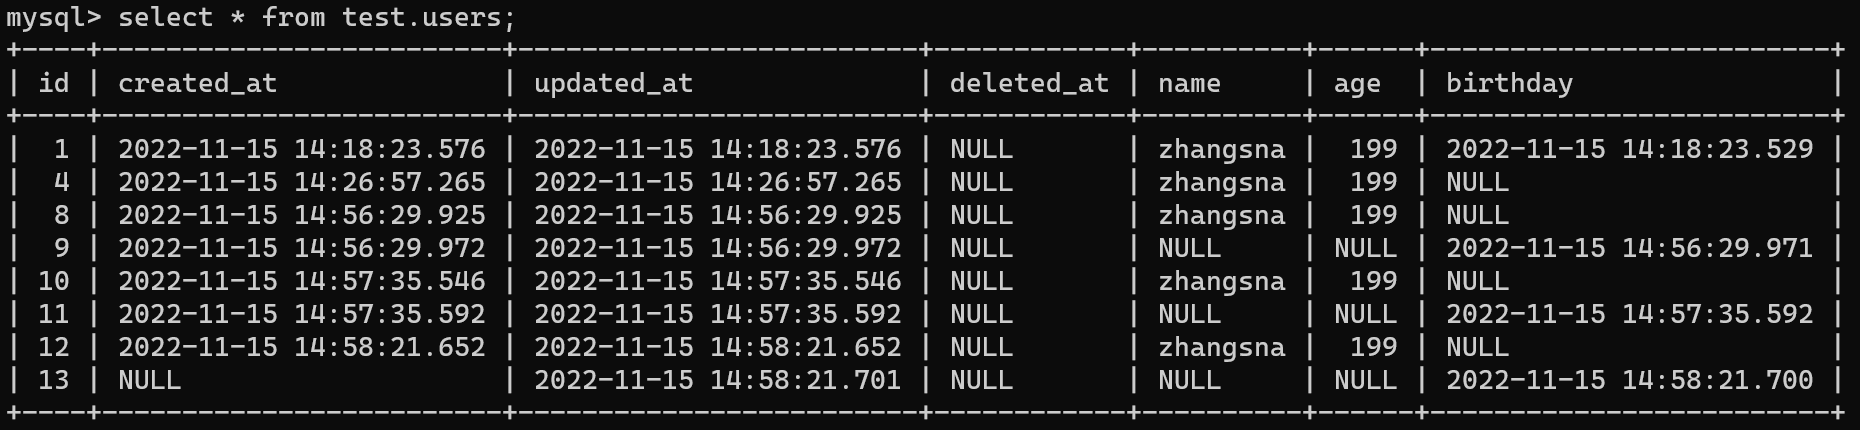 mysql> select * from test.users;
+----+-------------------------+-------------------------+------------+----------+------+-------------------------+
| id | created_at              | updated_at              | deleted_at | name     | age  | birthday                |
+----+-------------------------+-------------------------+------------+----------+------+-------------------------+
|  1 | 2022-11-15 14:18:23.576 | 2022-11-15 14:18:23.576 | NULL       | zhangsna |  199 | 2022-11-15 14:18:23.529 |
|  4 | 2022-11-15 14:26:57.265 | 2022-11-15 14:26:57.265 | NULL       | zhangsna |  199 | NULL                    |
|  8 | 2022-11-15 14:56:29.925 | 2022-11-15 14:56:29.925 | NULL       | zhangsna |  199 | NULL                    |
|  9 | 2022-11-15 14:56:29.972 | 2022-11-15 14:56:29.972 | NULL       | NULL     | NULL | 2022-11-15 14:56:29.971 |
| 10 | 2022-11-15 14:57:35.546 | 2022-11-15 14:57:35.546 | NULL       | zhangsna |  199 | NULL                    |
| 11 | 2022-11-15 14:57:35.592 | 2022-11-15 14:57:35.592 | NULL       | NULL     | NULL | 2022-11-15 14:57:35.592 |
| 12 | 2022-11-15 14:58:21.652 | 2022-11-15 14:58:21.652 | NULL       | zhangsna |  199 | NULL                    |
| 13 | NULL                    | 2022-11-15 14:58:21.701 | NULL       | NULL     | NULL | 2022-11-15 14:58:21.700 |
+----+-------------------------+-------------------------+------------+----------+------+-------------------------+